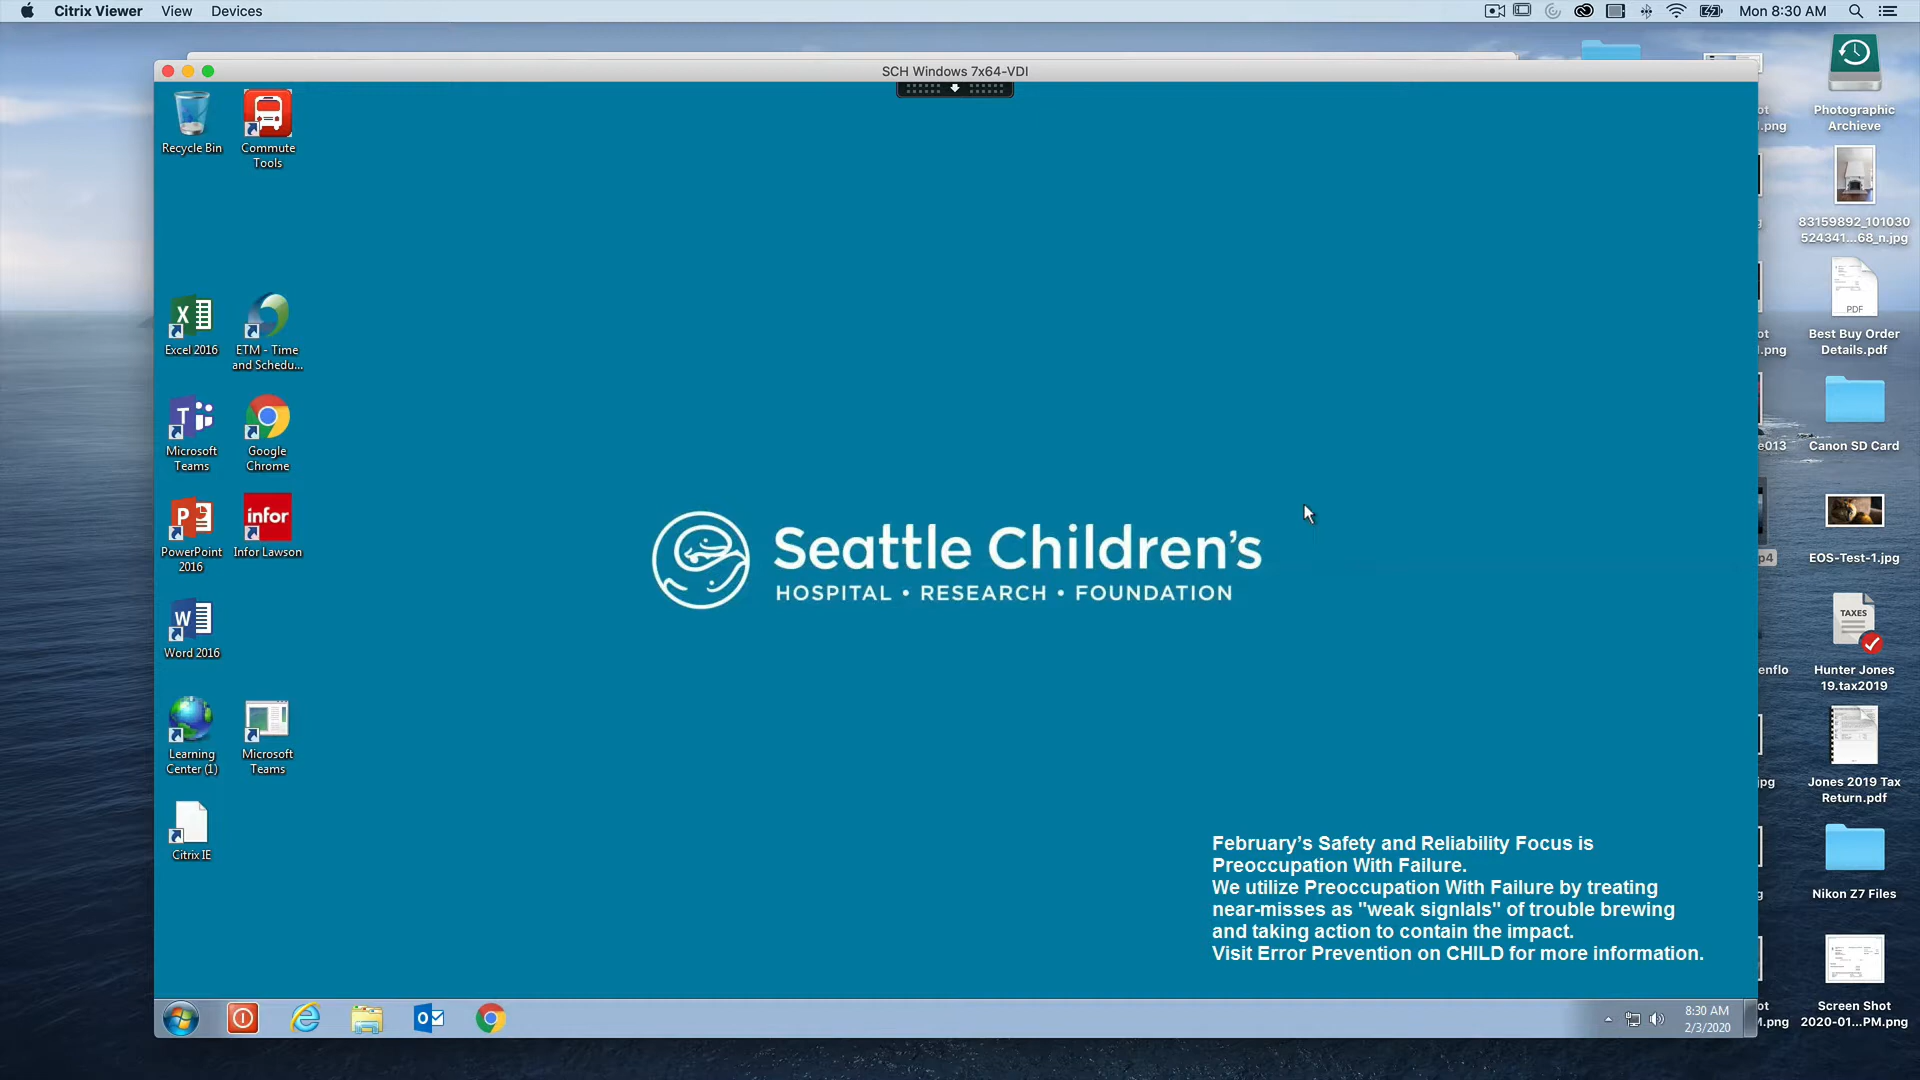 Citrix Viewer View Devices
Mon 8:30 AM
SCH Windows 7x64-VDI
Recycle Bin
Commute
Tools
Excel 2016
ETM - Time
and Schedu...
Microsoft
Teams
Google
Chrome
PowerPoint
2016
infor
Infor Lawson
Word 2016
Learning
Center (1)
Microsoft
Teams
Citrix IE
Seattle Children's
HOSPITAL • RESEARCH • FOUNDATION
February's Safety and Reliability Focus is
Preoccupation With Failure.
We utilize Preoccupation With Failure by treating
near-misses as "weak signlals" of trouble brewing
and taking action to contain the impact.
Visit Error Prevention on CHILD for more information.
8:30 AM
2/3/2020
Photographic
Archieve
83159892_101030
524341...68_n.jpg
PDF
Best Buy Order
Details.pdf
Canon SD Card
EOS-Test-1.jpg
TAXES
Hunter Jones
19.tax2019
Jones 2019 Tax
Return.pdf
Nikon Z7 Files
Screen Shot
2020-01...PM.png